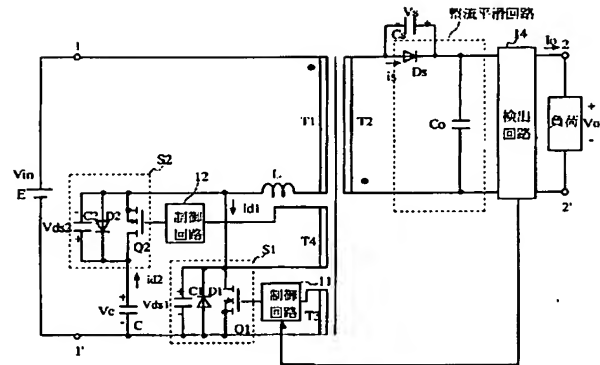 Vs
整流平滑回路
Cs
14
Io
1
2
is
Ds
T1
T2
Co
検出
回路
負荷
+
Vo
-
Vin
E
S2
12
L
制御
回路
id1
Vds2
C2
D2
Q2
T4
S1
id2
2'
Vc
C
Vds1
C1
D1
Q1
制御
回路
11
T3
1'